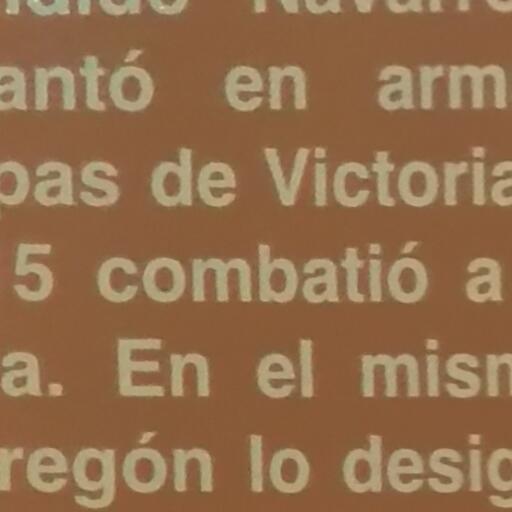 antó en arm
pas de Victoria
5 combatió a
a. En el mism
regón lo desig